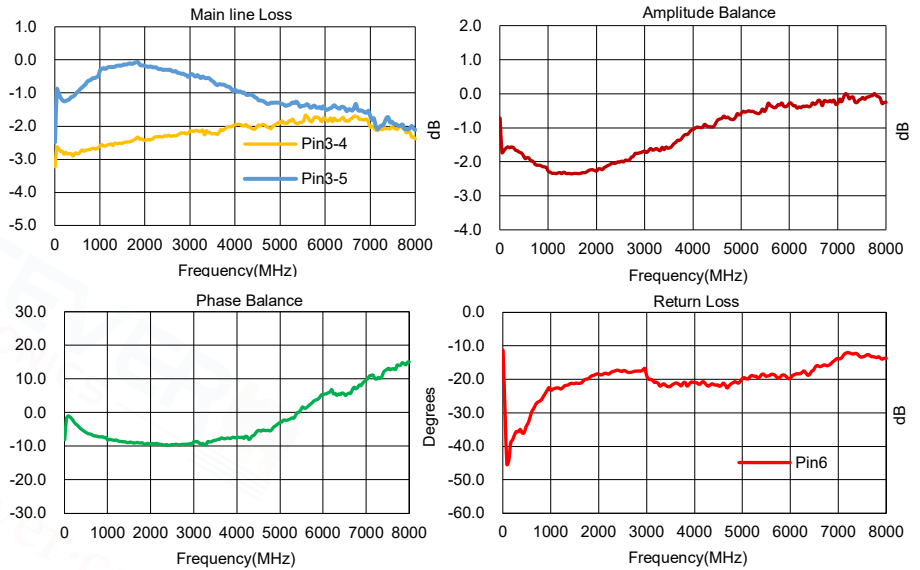 Main line Loss
1.0
0.0
-1.0
-2.0
-3.0
-4.0
-5.0
dB
Pin3-4
Pin3-5
0 1000 2000 3000 4000 5000 6000 7000 8000
Frequency(MHz)
Amplitude Balance
2.0
0.0
-1.0
-2.0
-3.0
-4.0
dB
0 1000 2000 3000 4000 5000 6000 7000 8000
Frequency(MHz)
Phase Balance
30.0
20.0
10.0
0.0
-10.0
-20.0
-30.0
Degrees
0 1000 2000 3000 4000 5000 6000 7000 8000
Frequency(MHz)
Return Loss
0.0
-10.0
-20.0
-30.0
-40.0
-50.0
-60.0
dB
Pin6
0 1000 2000 3000 4000 5000 6000 7000 8000
Frequency(MHz)